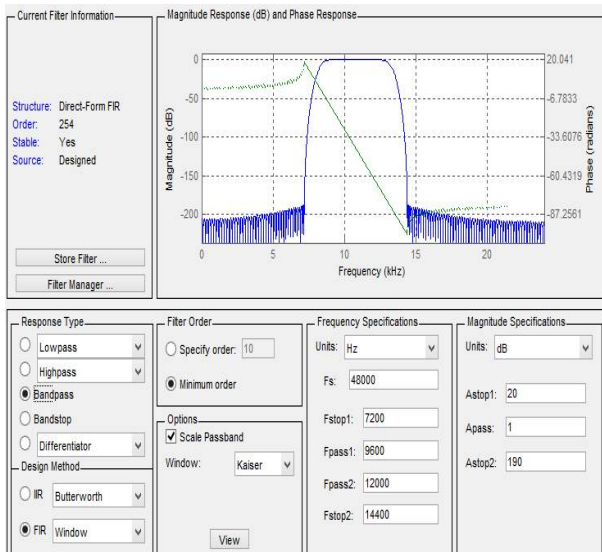 Current Filter Information
Structure: Direct-Form FIR
Order: 254
Stable: Yes
Source: Designed
Store Filter ...
Filter Manager ...
Magnitude Response (dB) and Phase Response
Magnitude (dB)
0
-50
-100
-150
-200
0 5 10 15 20
Frequency (kHz)
20.041
-6.7833
-33.6076
-60.4319
-87.2561
Phase (radians)
Response Type
Lowpass
Highpass
Bandpass
Bandstop
Differentiator
Design Method
IIR Butterworth
FIR Window
Filter Order
Specify order: 10
Minimum order
Options
Scale Passband
Window: Kaiser
View
Frequency Specifications
Units: Hz
Fs: 48000
Fstop1: 7200
Fpass1: 9600
Fpass2: 12000
Fstop2: 14400
Magnitude Specifications
Units: dB
Astop1: 20
Apass: 1
Astop2: 190